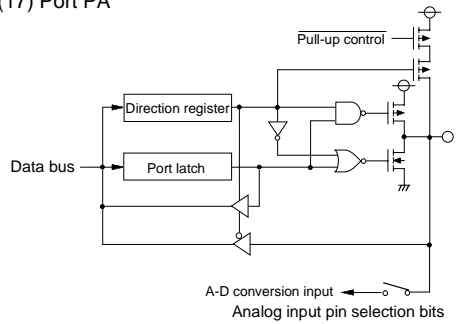 (17) Port PA
Pull-up control
Direction register
Data bus
Port latch
A-D conversion input
Analog input pin selection bits